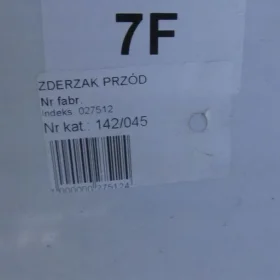 7F
ZDERZAK PRZÓD
Nr fabr.
Indeks: 027512
Nr kat.: 142/045